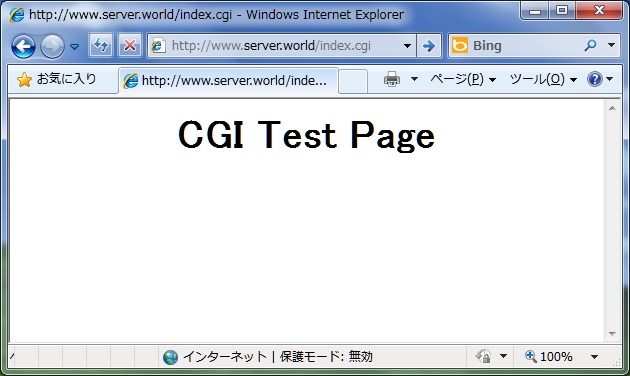 http://www.server.world/index.cgi - Windows Internet Explorer
http://www.server.world/index.cgi
Bing
お気に入り
http://www.server.world/inde...
ページ(P)
ツール(O)
CGI Test Page
インターネット | 保護モード: 無効
100%